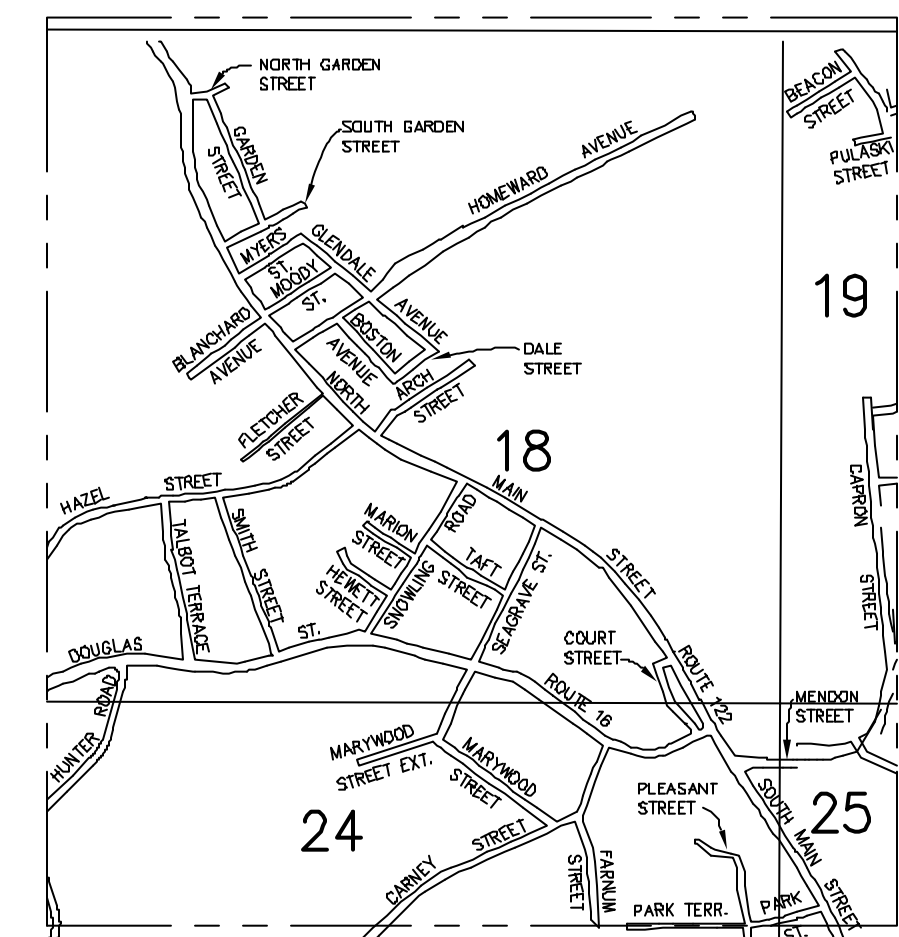 NORTH GARDEN
STREET
BEACON
STREET
GARDEN
STREET
SOUTH GARDEN
STREET
HOMEWARD AVENUE
PULASKI
STREET
MYERS
ST.
GLENDALE AVENUE
MOODY
ST.
19
BLANCHARD
AVENUE
BOSTON
AVENUE
DALE
STREET
NORTH MAIN STREET
ARCH
STREET
FLETCHER
STREET
18
HAZEL STREET
CAPRON STREET
TALBOT TERRACE
SMITH STREET
MARION
STREET
SNOWLING ROAD
TAFT
STREET
HEWETT
STREET
SEAGRAVE ST.
DOUGLAS ST.
COURT
STREET
ROUTE 122
ROUTE 16
MENDON
STREET
HUNTER ROAD
MARYWOOD
STREET EXT.
MARYWOOD
STREET
PLEASANT
STREET
SOUTH MAIN STREET
24
25
CARNEY STREET
FARNUM
STREET
PARK TERR.
PARK